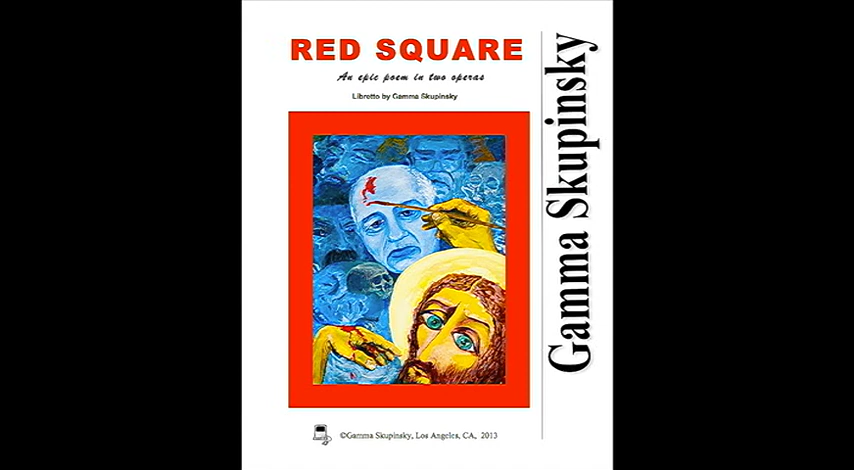 RED SQUARE
An epic poem in two operas
Libretto by Gamma Skupinsky
©Gamma Skupinsky, Los Angeles, CA, 2013
Gamma Skupinsky